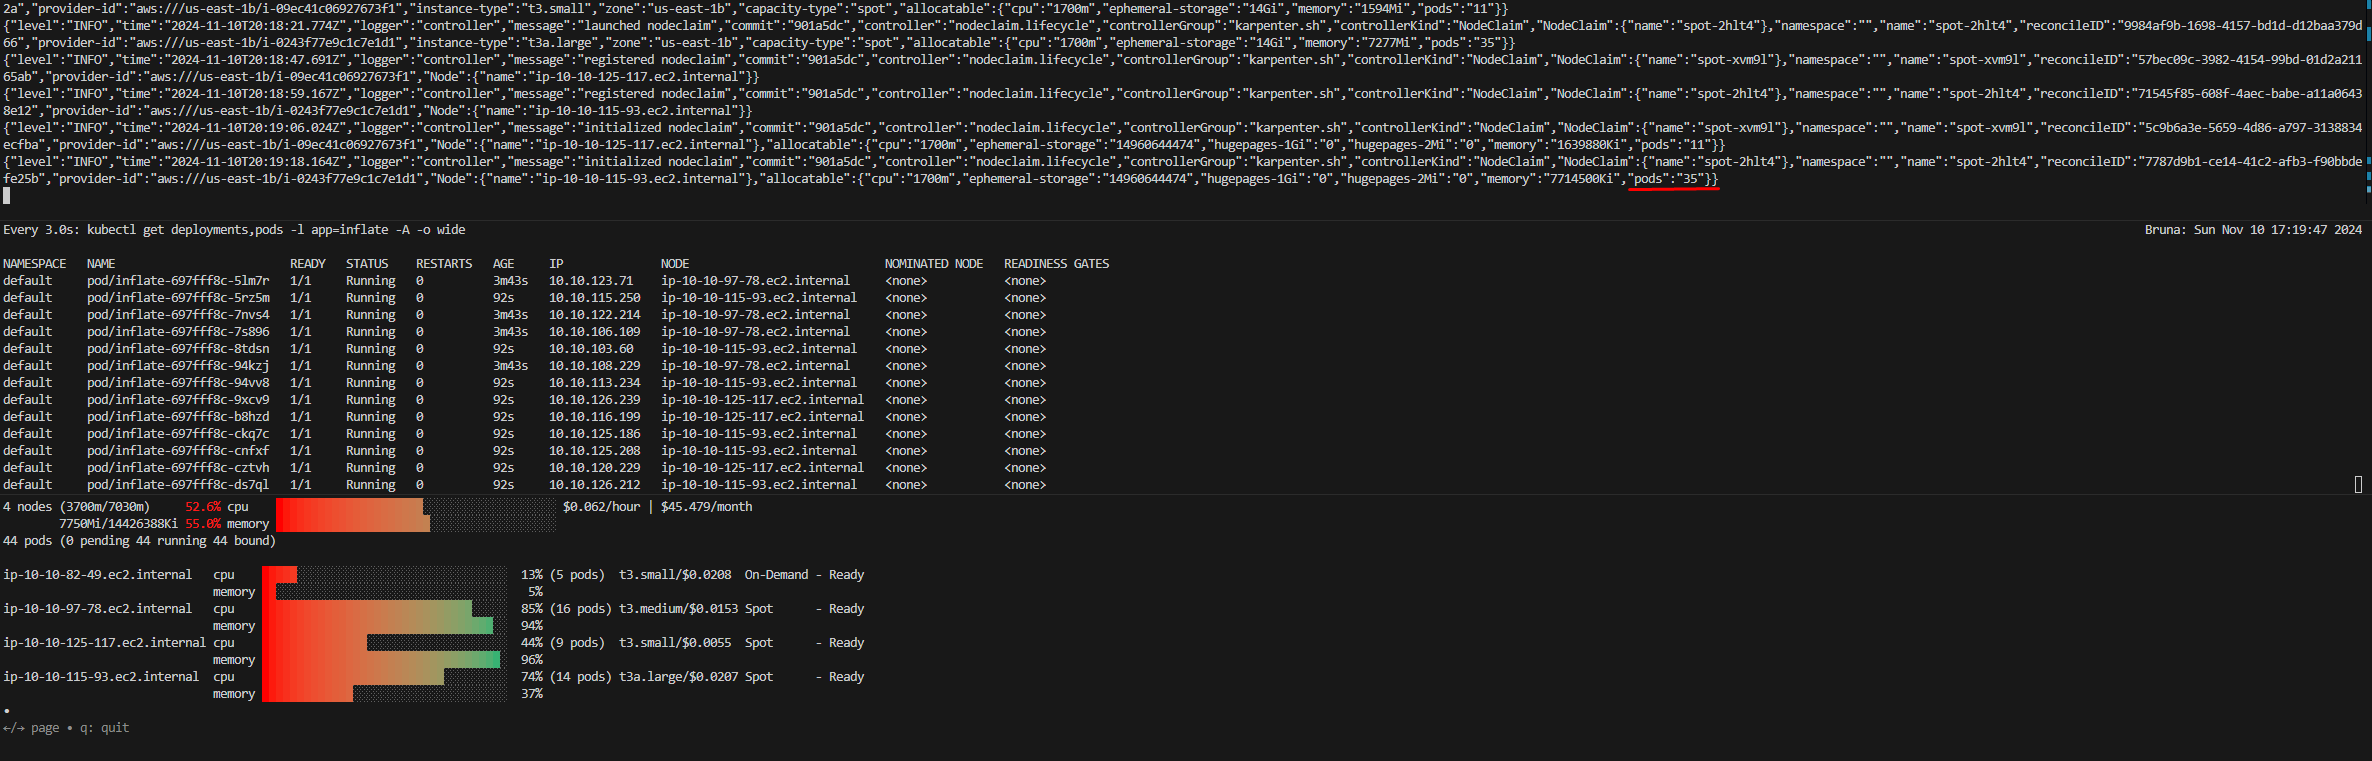 2a","provider-id":"aws:///us-east-1b/i-09ec41c06927673f1","instance-type":"t3.small","zone":"us-east-1b","capacity-type":"spot","allocatable":{"cpu":"1700m","ephemeral-storage":"14Gi","memory":"1594Mi","pods":"11"}}
{"level":"INFO","time":"2024-11-10T20:18:21.774Z","logger":"controller","message":"launched nodeclaim","commit":"901a5dc","controller":"nodeclaim.lifecycle","controllerGroup":"karpenter.sh","controllerKind":"NodeClaim","NodeClaim":{"name":"spot-2hlt4"},"namespace":"","name":"spot-2hlt4","reconcileID":"9984af9b-1698-4157-bd1d-d12baa379d
66","provider-id":"aws:///us-east-1b/i-0243f77e9c1c7e1d1","instance-type":"t3a.large","zone":"us-east-1b","capacity-type":"spot","allocatable":{"cpu":"1700m","ephemeral-storage":"14Gi","memory":"7277Mi","pods":"35"}}
{"level":"INFO","time":"2024-11-10T20:18:47.691Z","logger":"controller","message":"registered nodeclaim","commit":"901a5dc","controller":"nodeclaim.lifecycle","controllerGroup":"karpenter.sh","controllerKind":"NodeClaim","NodeClaim":{"name":"spot-xvm9l"},"namespace":"","name":"spot-xvm9l","reconcileID":"57bec09c-3982-4154-99bd-01d2a211
65ab","provider-id":"aws:///us-east-1b/i-09ec41c06927673f1","Node":{"name":"ip-10-10-125-117.ec2.internal"}}
{"level":"INFO","time":"2024-11-10T20:18:59.167Z","logger":"controller","message":"registered nodeclaim","commit":"901a5dc","controller":"nodeclaim.lifecycle","controllerGroup":"karpenter.sh","controllerKind":"NodeClaim","NodeClaim":{"name":"spot-2hlt4"},"namespace":"","name":"spot-2hlt4","reconcileID":"71545f85-608f-4aec-babe-a11a0643
8e12","provider-id":"aws:///us-east-1b/i-0243f77e9c1c7e1d1","Node":{"name":"ip-10-10-115-93.ec2.internal"}}
{"level":"INFO","time":"2024-11-10T20:19:06.024Z","logger":"controller","message":"initialized nodeclaim","commit":"901a5dc","controller":"nodeclaim.lifecycle","controllerGroup":"karpenter.sh","controllerKind":"NodeClaim","NodeClaim":{"name":"spot-xvm9l"},"namespace":"","name":"spot-xvm9l","reconcileID":"5c9b6a3e-5659-4d86-a797-3138834
ecfba","provider-id":"aws:///us-east-1b/i-09ec41c06927673f1","Node":{"name":"ip-10-10-125-117.ec2.internal"},"allocatable":{"cpu":"1700m","ephemeral-storage":"14960644474","hugepages-1Gi":"0","hugepages-2Mi":"0","memory":"1639880Ki","pods":"11"}}
{"level":"INFO","time":"2024-11-10T20:19:18.164Z","logger":"controller","message":"initialized nodeclaim","commit":"901a5dc","controller":"nodeclaim.lifecycle","controllerGroup":"karpenter.sh","controllerKind":"NodeClaim","NodeClaim":{"name":"spot-2hlt4"},"namespace":"","name":"spot-2hlt4","reconcileID":"7787d9b1-ce14-41c2-afb3-f90bbde
fe25b","provider-id":"aws:///us-east-1b/i-0243f77e9c1c7e1d1","Node":{"name":"ip-10-10-115-93.ec2.internal"},"allocatable":{"cpu":"1700m","ephemeral-storage":"14960644474","hugepages-1Gi":"0","hugepages-2Mi":"0","memory":"7714500Ki","pods":"35"}}
Every 3.0s: kubectl get deployments,pods -l app=inflate -A -o wide Bruna: Sun Nov 10 17:19:47 2024
NAMESPACE NAME READY STATUS RESTARTS AGE IP NODE NOMINATED NODE READINESS GATES
default pod/inflate-697fff8c-5lm7r 1/1 Running 0 3m43s 10.10.123.71 ip-10-10-97-78.ec2.internal <none> <none>
default pod/inflate-697fff8c-5rz5m 1/1 Running 0 92s 10.10.115.250 ip-10-10-115-93.ec2.internal <none> <none>
default pod/inflate-697fff8c-7nvs4 1/1 Running 0 3m43s 10.10.122.214 ip-10-10-97-78.ec2.internal <none> <none>
default pod/inflate-697fff8c-7s896 1/1 Running 0 3m43s 10.10.106.109 ip-10-10-97-78.ec2.internal <none> <none>
default pod/inflate-697fff8c-8tdsn 1/1 Running 0 92s 10.10.103.60 ip-10-10-115-93.ec2.internal <none> <none>
default pod/inflate-697fff8c-94kzj 1/1 Running 0 3m43s 10.10.108.229 ip-10-10-97-78.ec2.internal <none> <none>
default pod/inflate-697fff8c-94vv8 1/1 Running 0 92s 10.10.113.234 ip-10-10-115-93.ec2.internal <none> <none>
default pod/inflate-697fff8c-9xcv9 1/1 Running 0 92s 10.10.126.239 ip-10-10-125-117.ec2.internal <none> <none>
default pod/inflate-697fff8c-b8hzd 1/1 Running 0 92s 10.10.116.199 ip-10-10-125-117.ec2.internal <none> <none>
default pod/inflate-697fff8c-ckq7c 1/1 Running 0 92s 10.10.125.186 ip-10-10-115-93.ec2.internal <none> <none>
default pod/inflate-697fff8c-cnfxf 1/1 Running 0 92s 10.10.125.208 ip-10-10-115-93.ec2.internal <none> <none>
default pod/inflate-697fff8c-cztvh 1/1 Running 0 92s 10.10.120.229 ip-10-10-125-117.ec2.internal <none> <none>
default pod/inflate-697fff8c-ds7ql 1/1 Running 0 92s 10.10.126.212 ip-10-10-115-93.ec2.internal <none> <none>
4 nodes (3700m/7030m) 52.6% cpu $0.062/hour | $45.479/month
7750Mi/14426388Ki 55.0% memory
44 pods (0 pending 44 running 44 bound)
ip-10-10-82-49.ec2.internal cpu 13% (5 pods) t3.small/$0.0208 On-Demand - Ready
memory 5%
ip-10-10-97-78.ec2.internal cpu 85% (16 pods) t3.medium/$0.0153 Spot - Ready
memory 94%
ip-10-10-125-117.ec2.internal cpu 44% (9 pods) t3.small/$0.0055 Spot - Ready
memory 96%
ip-10-10-115-93.ec2.internal cpu 74% (14 pods) t3a.large/$0.0207 Spot - Ready
memory 37%
•
←/→ page • q: quit